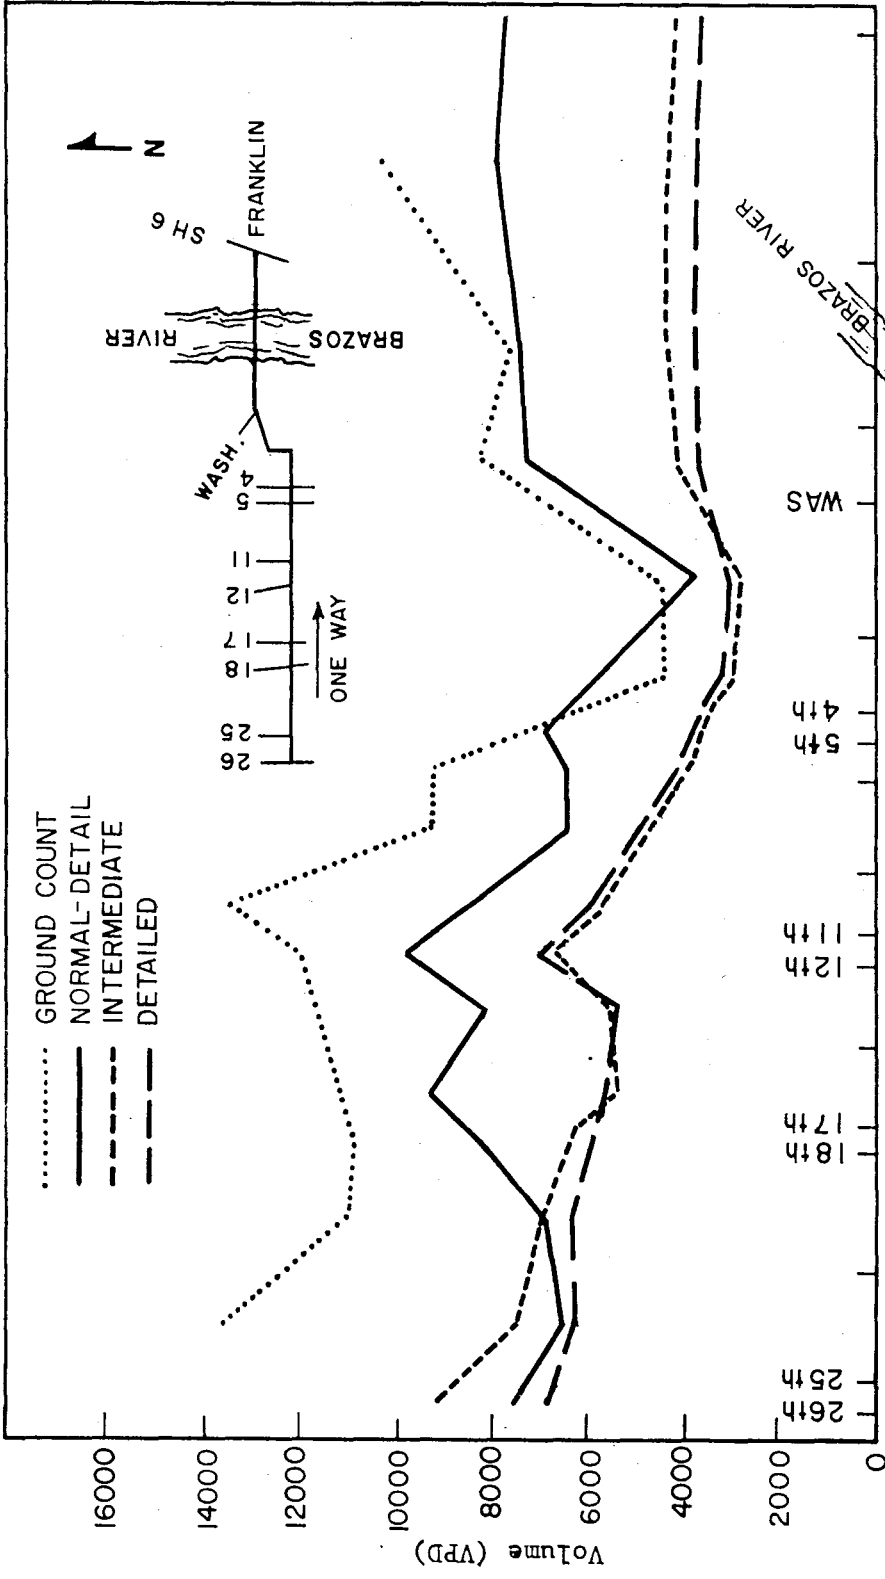 GROUND COUNT
NORMAL-DETAIL
INTERMEDIATE
DETAILED
26
25
18
17
12
11
5
4
WASH.
ONE WAY
BRAZOS
RIVER
SH 6
FRANKLIN
N
Volume (VPD)
16000
14000
12000
10000
8000
6000
4000
2000
0
26th
25th
18th
17th
12th
11th
5th
4th
WAS
BRAZOS RIVER